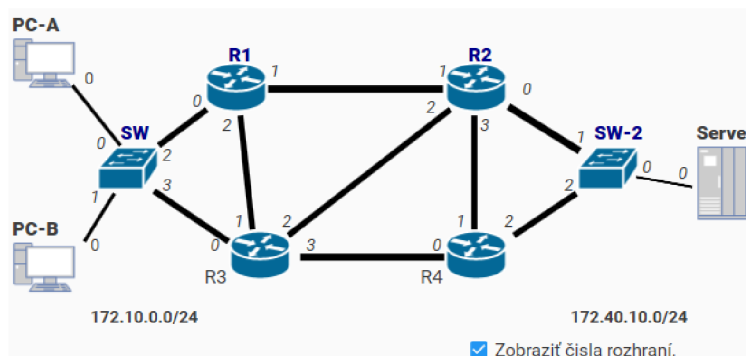 PC-A
R1
R2
0
1
1
0
0
2
SW
0
2
2
3
1
SW-2
Serve
1
3
2
0
0
PC-B
0
0
1
2
3
R3
0
1
2
R4
172.10.0.0/24
172.40.10.0/24
Zobraziť čisla rozhraní.